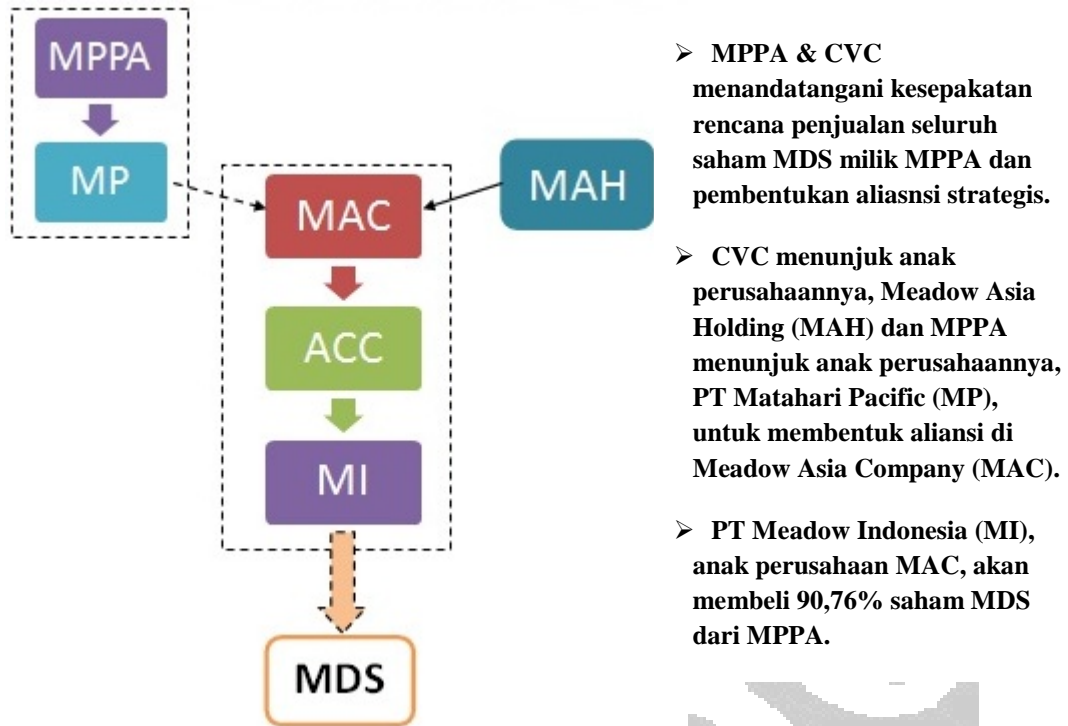 MPPA
MP
MAC
MAH
ACC
MI
MDS
➢ MPPA & CVC
menandatangani kesepakatan
rencana penjualan seluruh
saham MDS milik MPPA dan
pembentukan aliasnsi strategis.
➢ CVC menunjuk anak
perusahaannya, Meadow Asia
Holding (MAH) dan MPPA
menunjuk anak perusahaannya,
PT Matahari Pacific (MP),
untuk membentuk aliansi di
Meadow Asia Company (MAC).
➢ PT Meadow Indonesia (MI),
anak perusahaan MAC, akan
membeli 90,76% saham MDS
dari MPPA.